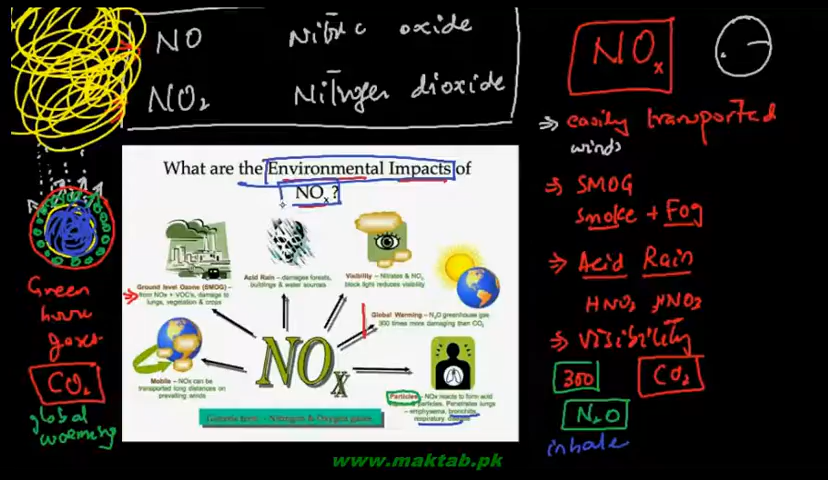 NO Nitric oxide
NO2 Nitrogen dioxide
NOx
easily transported
winds
SMOG
smoke + Fog
Acid Rain
HNO3 HNO2
visibility
300 CO2
N2O
inhale
Green
house
gases
CO2
global
warming
What are the Environmental Impacts of
NOx?
Ground level Ozone (SMOG) –
from NOx + VOC's, damage to
lungs, vegetation & crops
Acid Rain – damages forests,
buildings & water sources
Visibility – Nitrates & NO2
block light reduces visibility
Global Warming – N2O greenhouse gas
300 times more damaging than CO2
Mobile – NOx can be
transported long distances on
prevailing winds
NOx
Particles – NOx reacts to form acid
particles. Penetrates lungs
– emphysema, bronchitis,
respiratory
Generic term – Nitrogen & Oxygen gases
www.maktab.pk